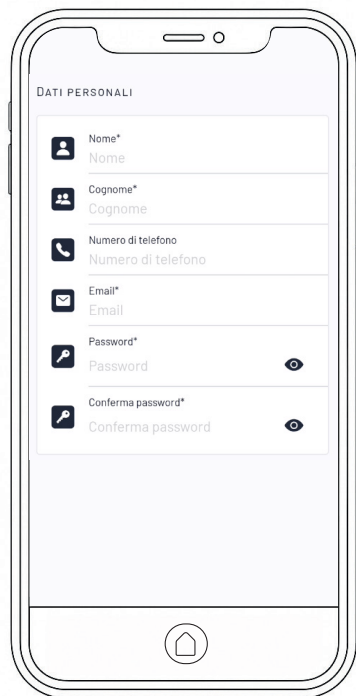 DATI PERSONALI
Nome*
Nome
Cognome*
Cognome
Numero di telefono
Numero di telefono
Email*
Email
Password*
Password
Conferma password*
Conferma password